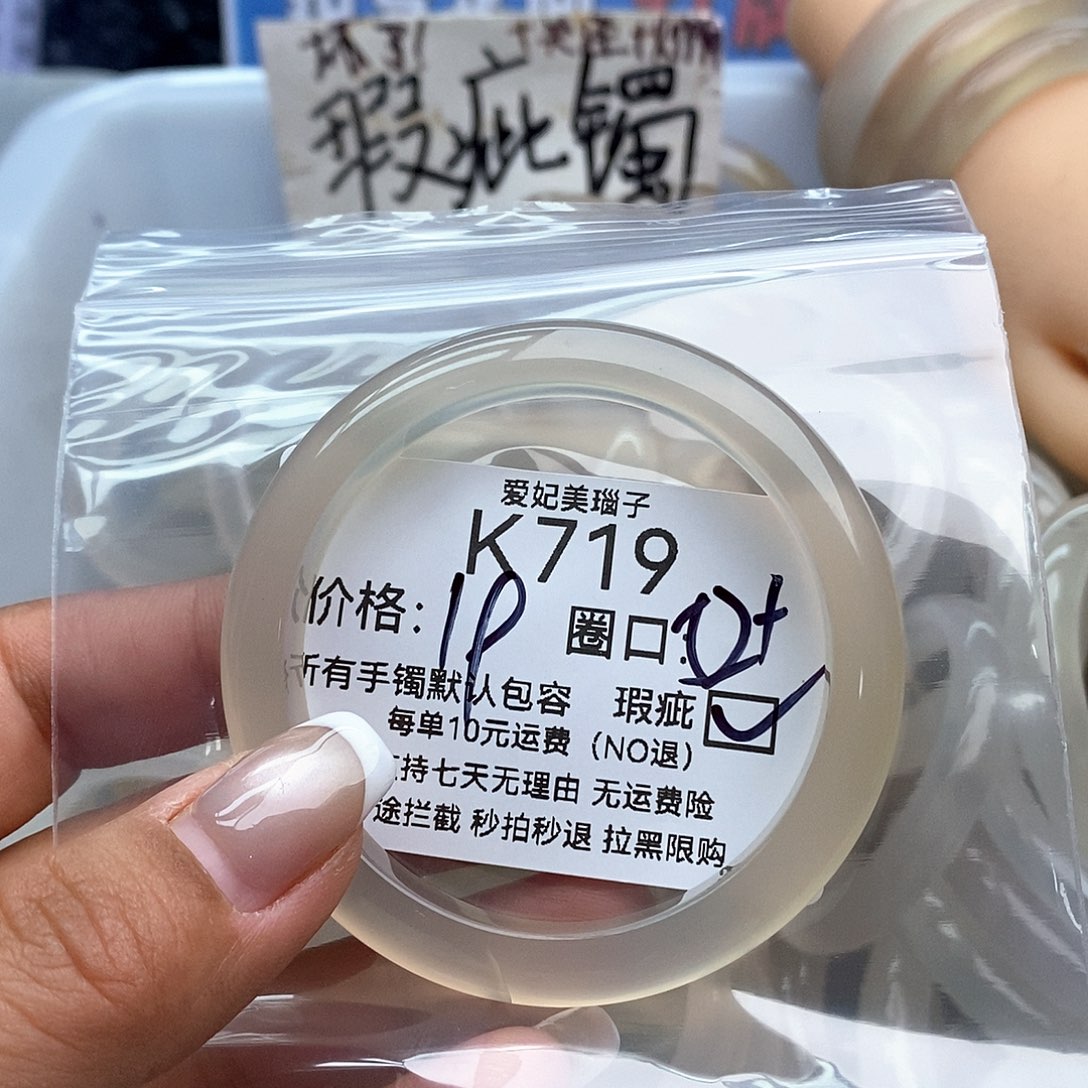 坏了!
瑕疵镯
爱妃美瑙子
K719
价格: 圈口:
所有手镯默认包容 瑕疵
每单10元运费 (NO退)
持七天无理由 无运费险
途拦截 秒拍秒退 拉黑限购